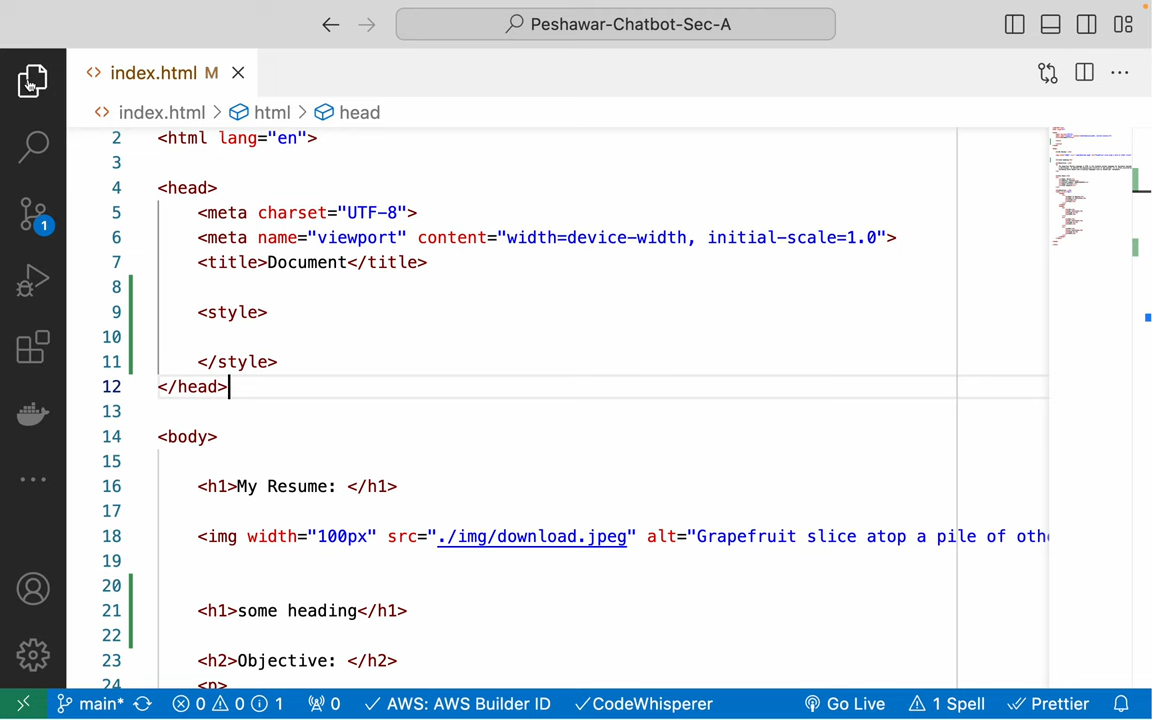 Peshawar-Chatbot-Sec-A
index.html M
index.html > html > head
2 <html lang="en">
3
4 <head>
5 <meta charset="UTF-8">
6 <meta name="viewport" content="width=device-width, initial-scale=1.0">
7 <title>Document</title>
8
9 <style>
10
11 </style>
12 </head>
13
14 <body>
15
16 <h1>My Resume: </h1>
17
18 <img width="100px" src="./img/download.jpeg" alt="Grapefruit slice atop a pile of othe
19
20
21 <h1>some heading</h1>
22
23 <h2>Objective: </h2>
24 <p>
1
main* 0 0 1 0 AWS: AWS Builder ID CodeWhisperer Go Live 1 Spell Prettier